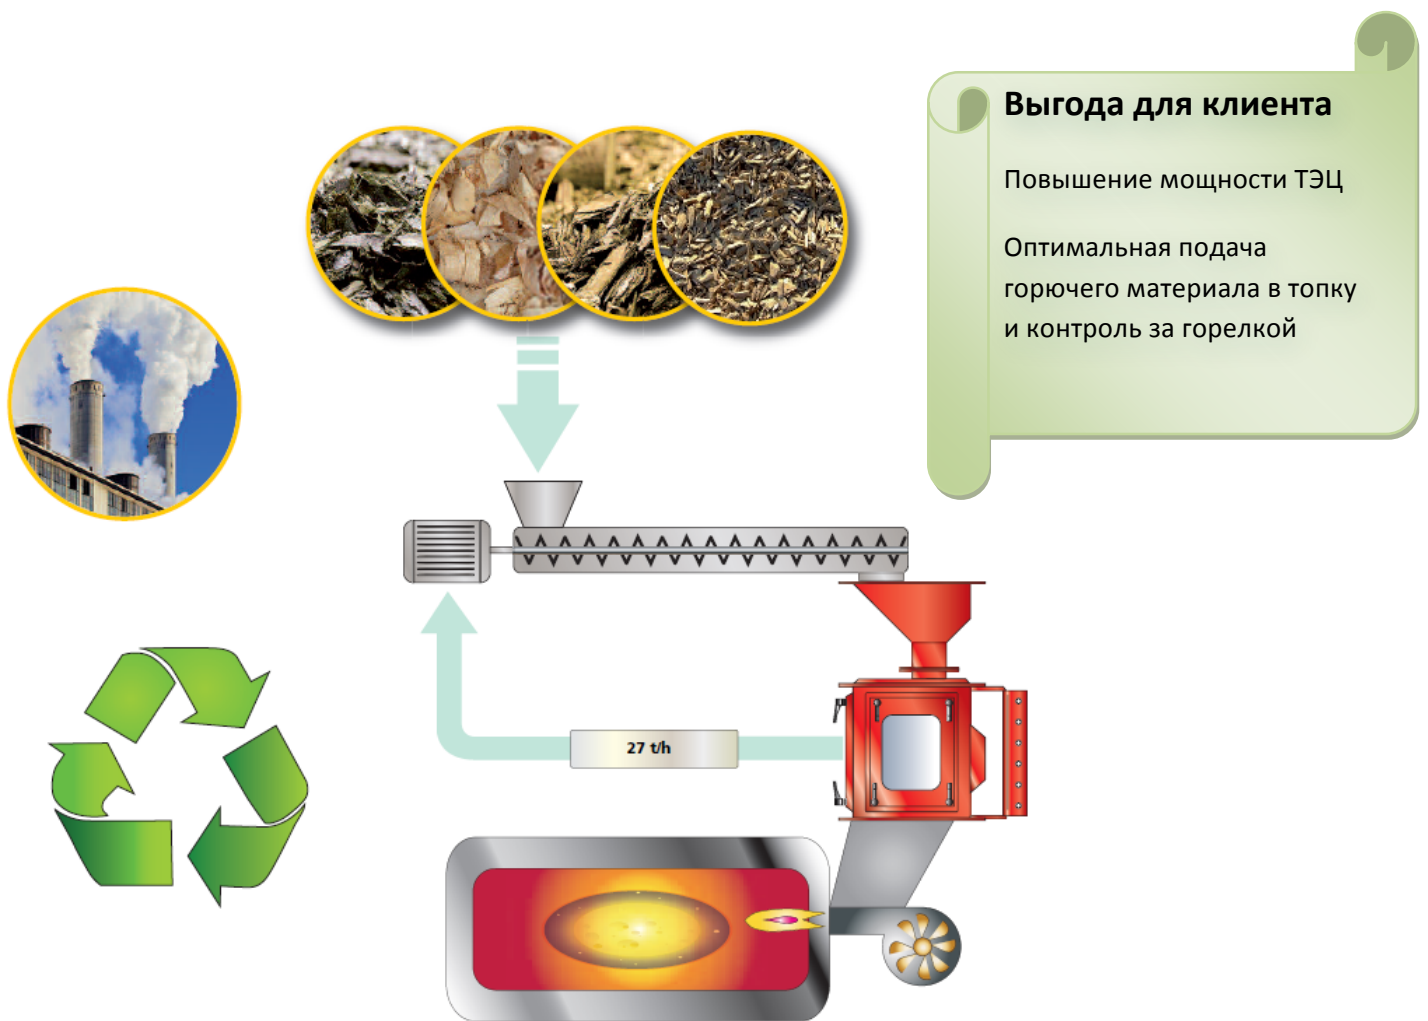 Выгода для клиента
Повышение мощности ТЭЦ
Оптимальная подача
горючего материала в топку
и контроль за горелкой
27 t/h